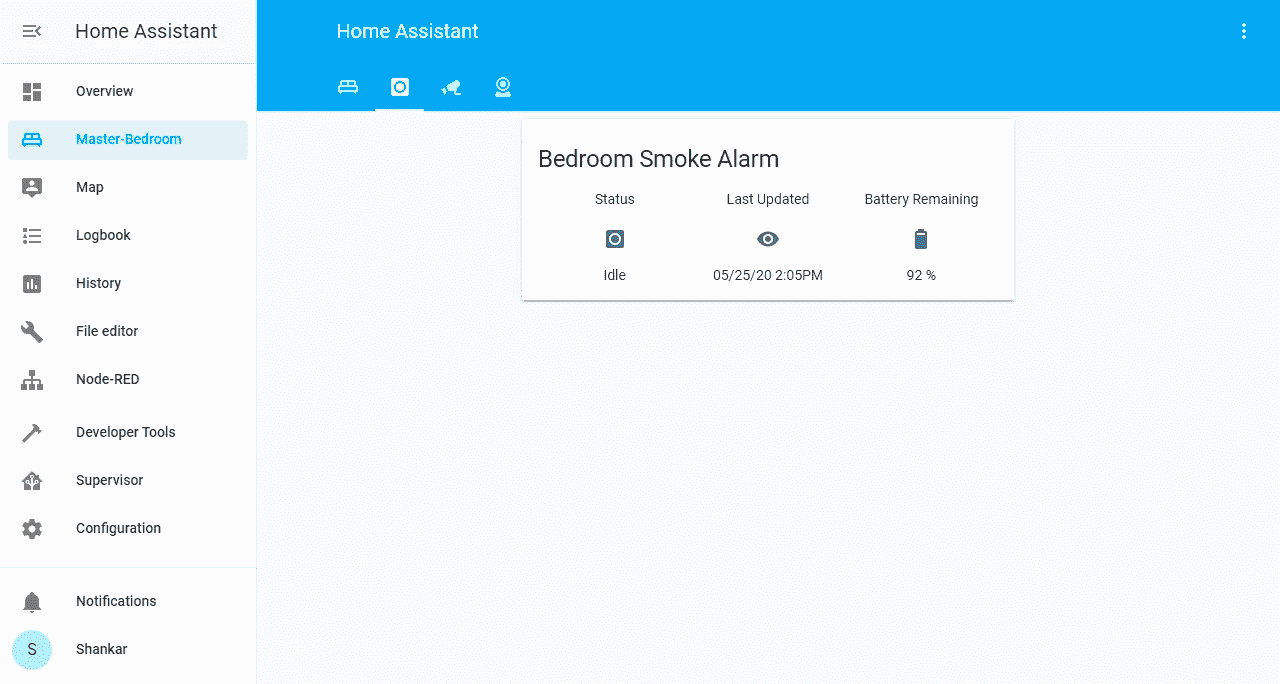 Home Assistant
Overview
Master-Bedroom
Map
Logbook
History
File editor
Node-RED
Developer Tools
Supervisor
Configuration
Notifications
S Shankar
Home Assistant
Bedroom Smoke Alarm
Status Last Updated Battery Remaining
Idle 05/25/20 2:05PM 92 %